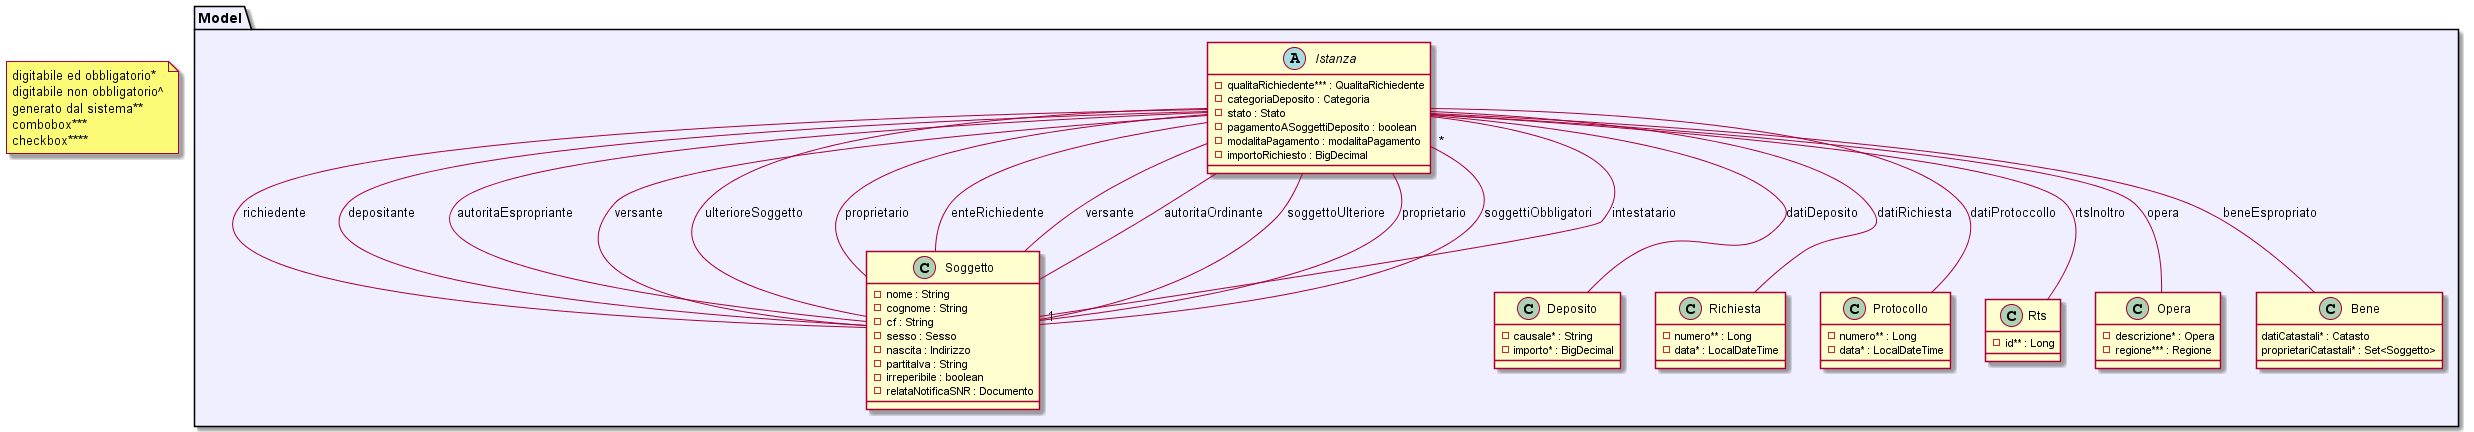 Model
digitabile ed obbligatorio*
digitabile non obbligatorio^
generato dal sistema**
combobox***
checkbox****
A Istanza
qualitaRichiedente*** : QualitaRichiedente
categoriaDeposito : Categoria
stato : Stato
pagamentoASoggettiDeposito : boolean
modalitaPagamento : modalitaPagamento
importoRichiesto : BigDecimal
*
richiedente
depositante
autoritaEspropriante
versante
ulterioreSoggetto
proprietario
enteRichiedente
versante
autoritaOrdinante
soggettoUlteriore
proprietario
soggettiObbligatori
intestatario
datiDeposito
datiRichiesta
datiProtoccollo
rtsInoltro
opera
beneEspropriato
1
C Soggetto
nome : String
cognome : String
cf : String
sesso : Sesso
nascita : Indirizzo
partitaIva : String
irreperibile : boolean
relataNotificaSNR : Documento
C Deposito
causale* : String
importo* : BigDecimal
C Richiesta
numero** : Long
data* : LocalDateTime
C Protocollo
numero** : Long
data* : LocalDateTime
C Rts
id** : Long
C Opera
descrizione* : Opera
regione*** : Regione
C Bene
datiCatastali* : Catasto
proprietariCatastali* : Set<Soggetto>